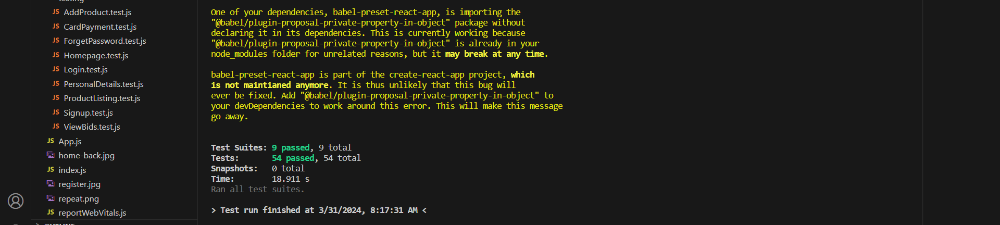 testing
JS AddProduct.test.js
JS CardPayment.test.js
JS ForgetPassword.test.js
JS Homepage.test.js
JS Login.test.js
JS PersonalDetails.test.js
JS ProductListing.test.js
JS Signup.test.js
JS ViewBids.test.js
JS App.js
home-back.jpg
JS index.js
register.jpg
repeat.png
JS reportWebVitals.js
> OUTLINE
One of your dependencies, babel-preset-react-app, is importing the
"@babel/plugin-proposal-private-property-in-object" package without
declaring it in its dependencies. This is currently working because
"@babel/plugin-proposal-private-property-in-object" is already in your
node_modules folder for unrelated reasons, but it may break at any time.
babel-preset-react-app is part of the create-react-app project, which
is not maintianed anymore. It is thus unlikely that this bug will
ever be fixed. Add "@babel/plugin-proposal-private-property-in-object" to
your devDependencies to work around this error. This will make this message
go away.
Test Suites: 9 passed, 9 total
Tests: 54 passed, 54 total
Snapshots: 0 total
Time: 18.911 s
Ran all test suites.
> Test run finished at 3/31/2024, 8:17:31 AM <